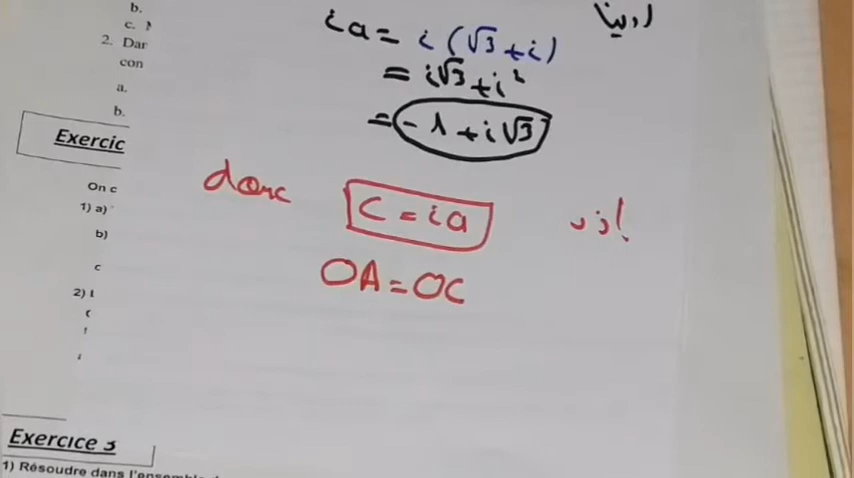 b.
c.
2. Dar
con
a.
b.
لدينا
ia = i (√3 + i)
= i√3 + i²
= -1 + i√3
Exercic
donc c = ia إذن
OA = OC
On c
1) a)
b)
c
2)
Exercice 3
1) Résoudre dans l'ensemble